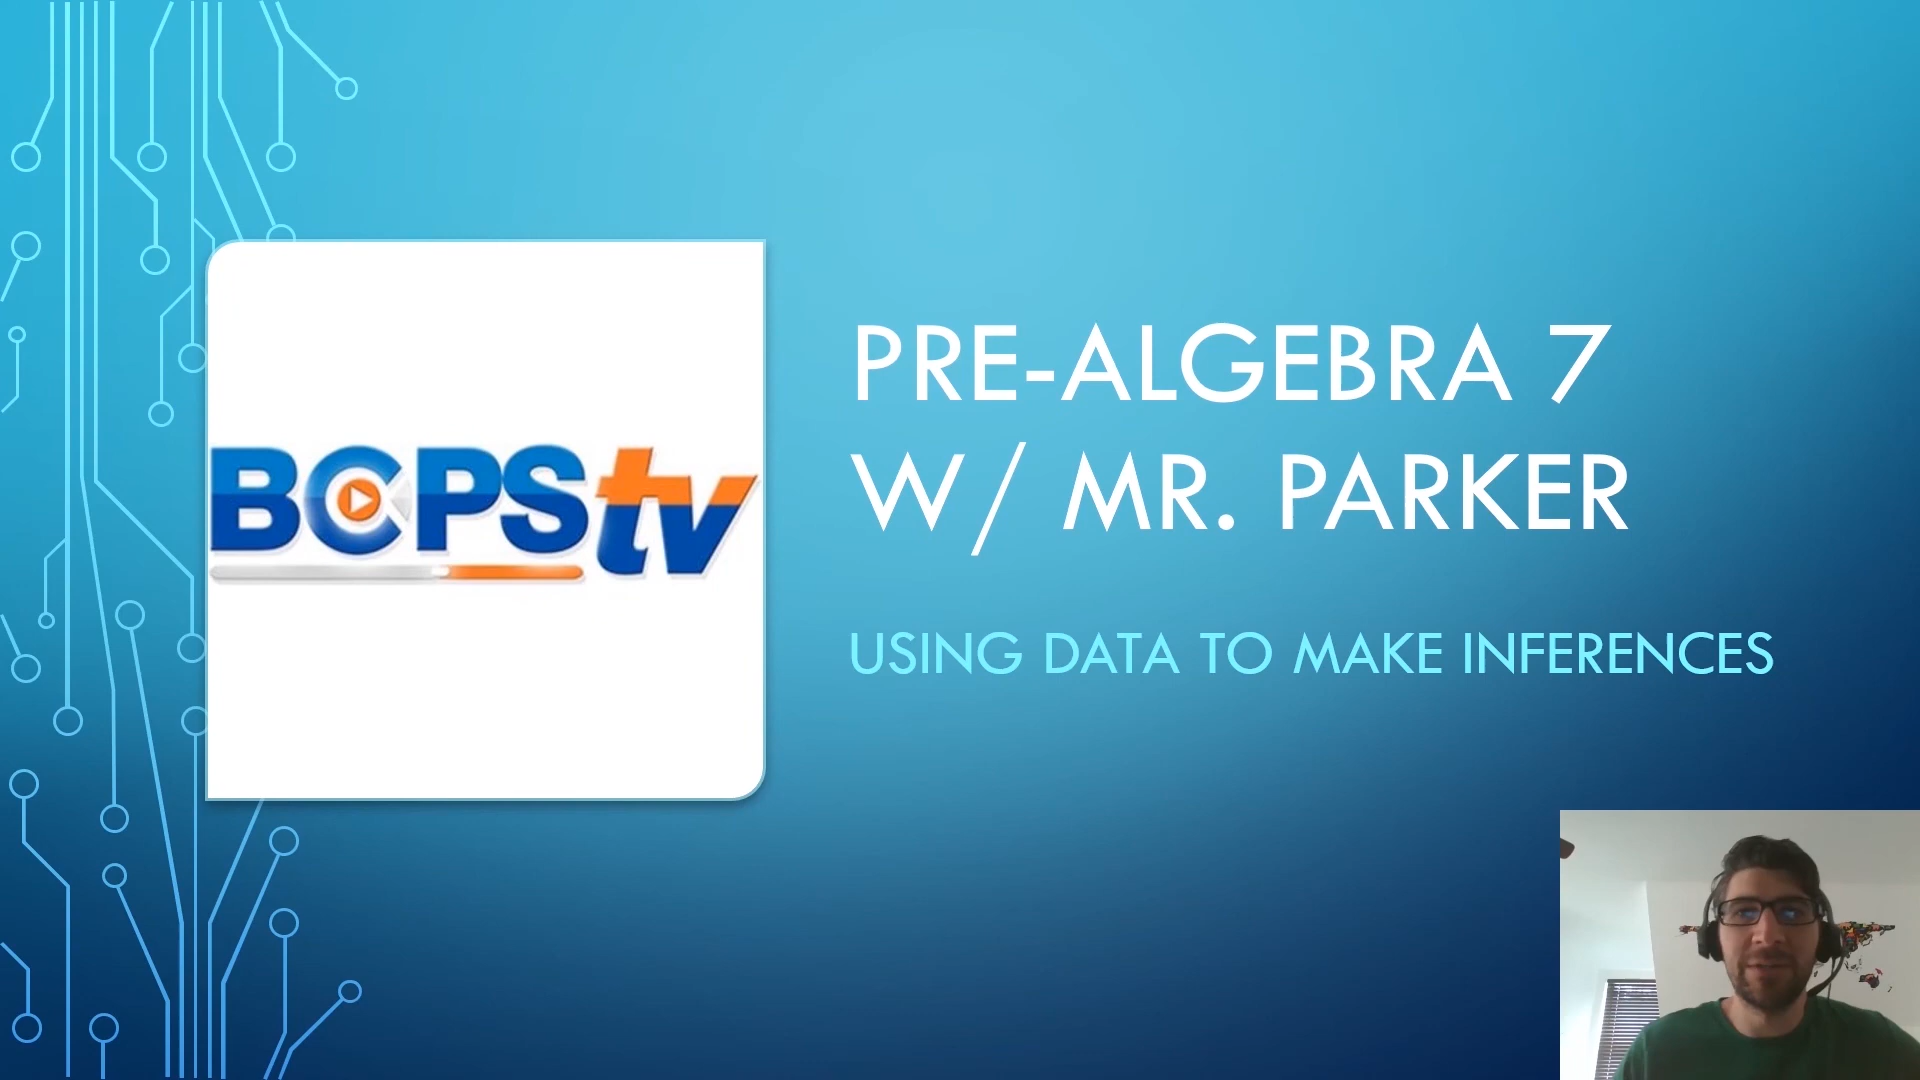 BCPStv
PRE-ALGEBRA 7
W/ MR. PARKER
USING DATA TO MAKE INFERENCES